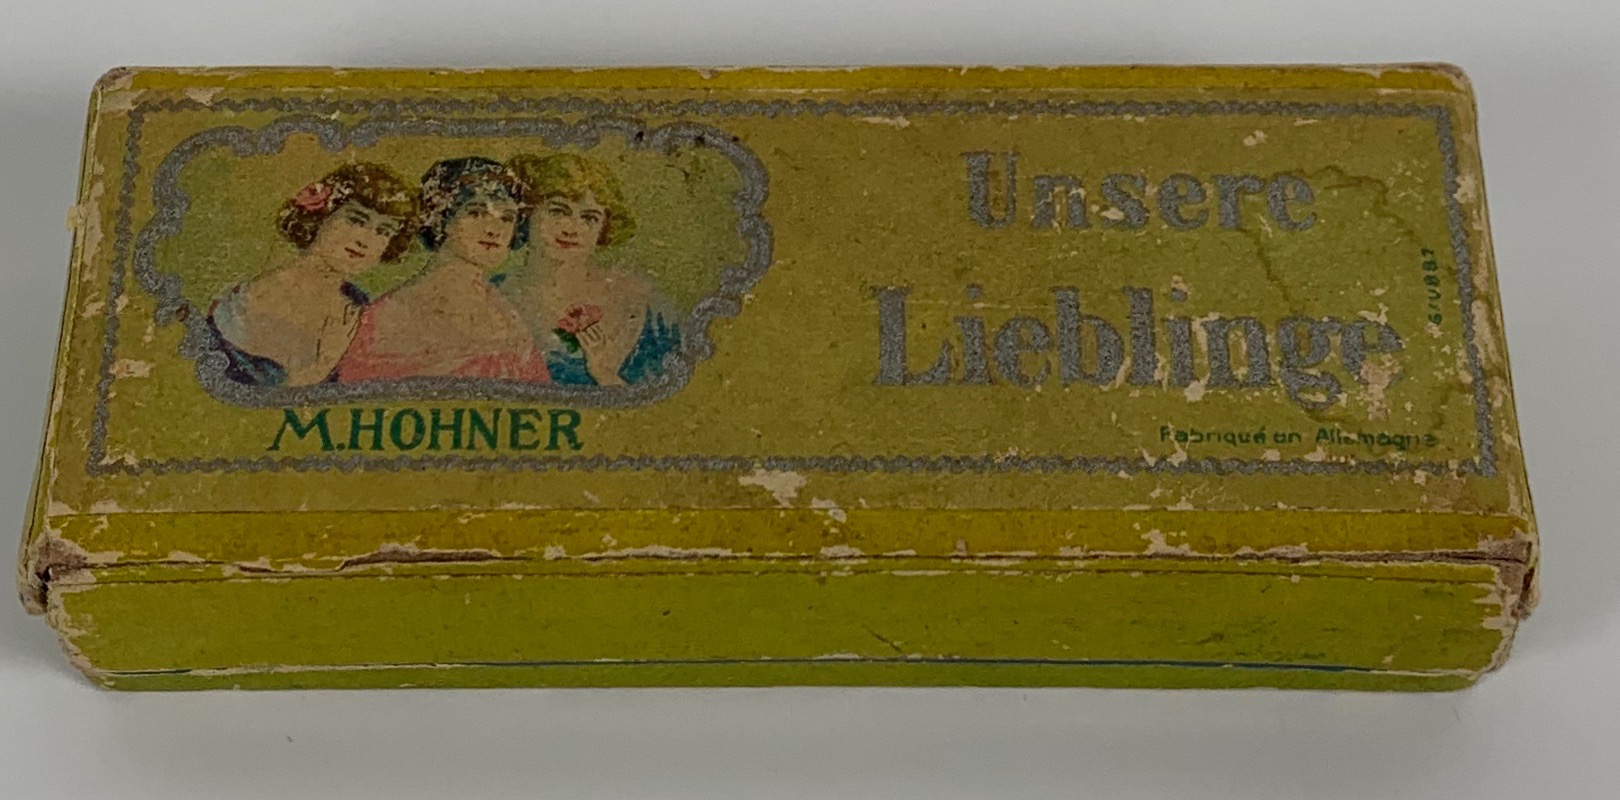 Unsere
Lieblinge
M. HOHNER
Fabriqué en Allemagne